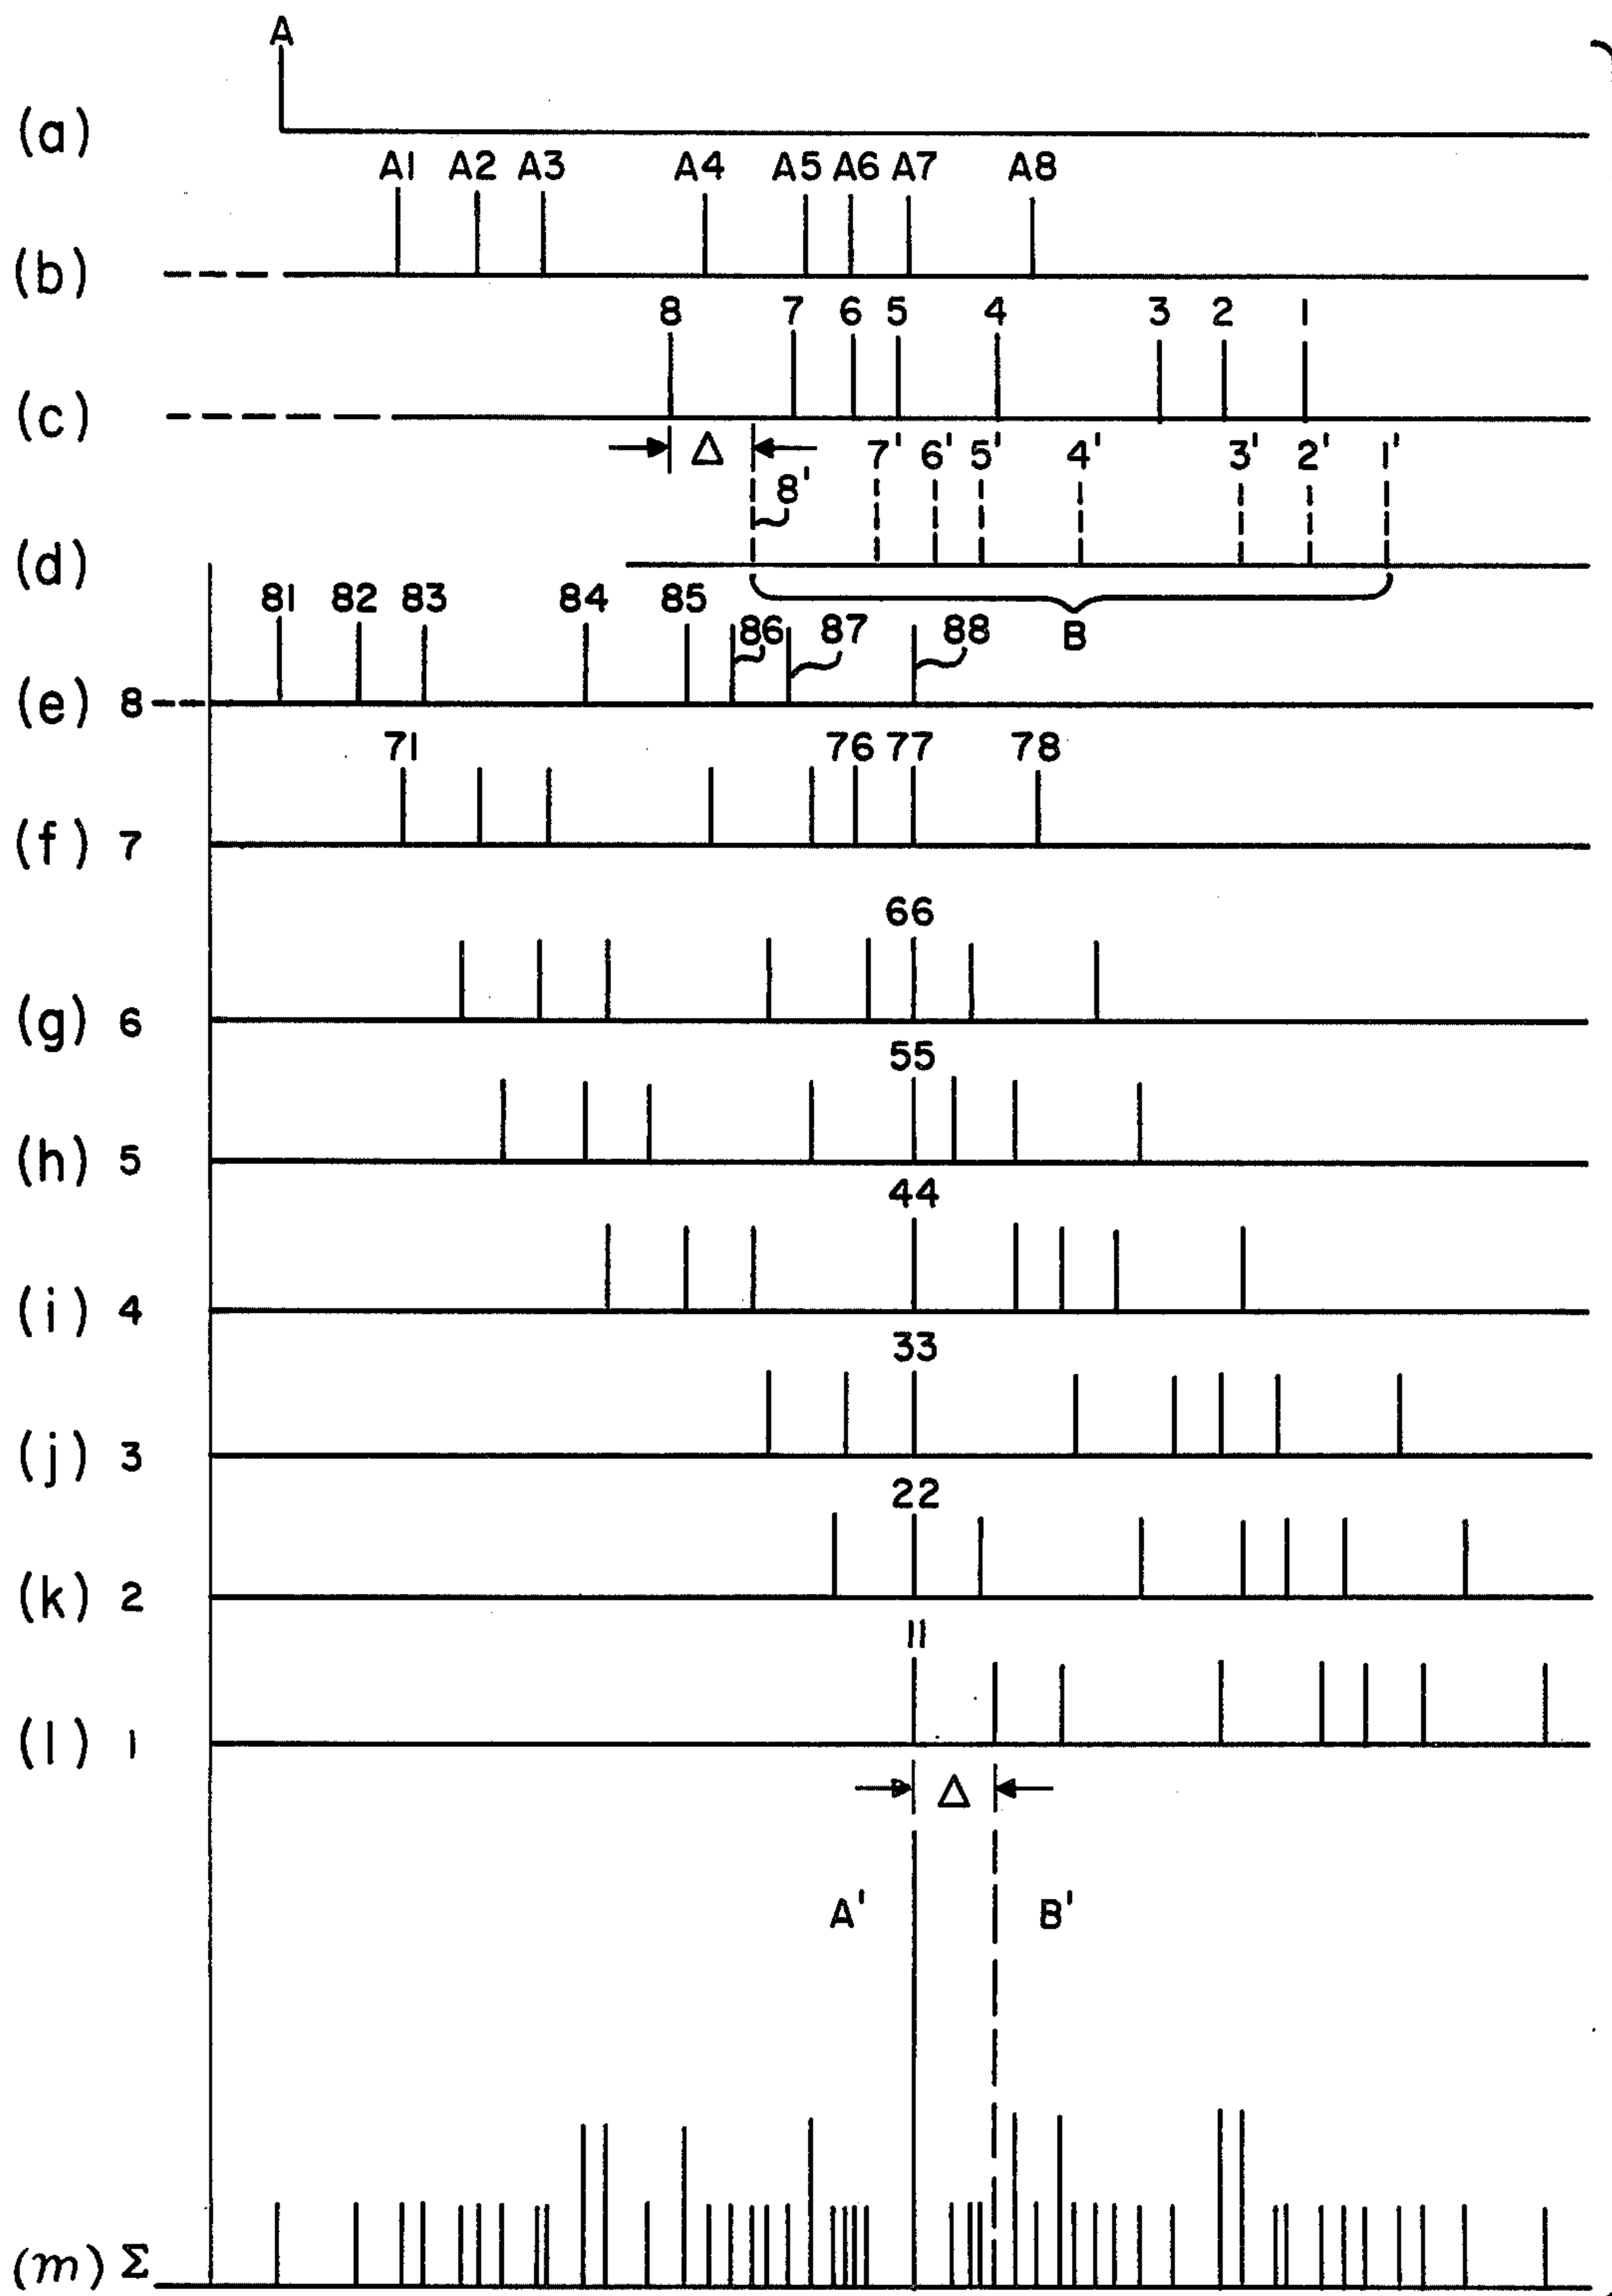 A
(a)
A1 A2 A3 A4 A5 A6 A7 A8
(b)
8 7 6 5 4 3 2 1
(c)
Δ 7' 6' 5' 4' 3' 2' 1'
8'
(d)
81 82 83 84 85 86 87 88 B
(e) 8
71 76 77 78
(f) 7
66
(g) 6
55
(h) 5
44
(i) 4
33
(j) 3
22
(k) 2
11
(l) 1
Δ
A' B'
(m) Σ